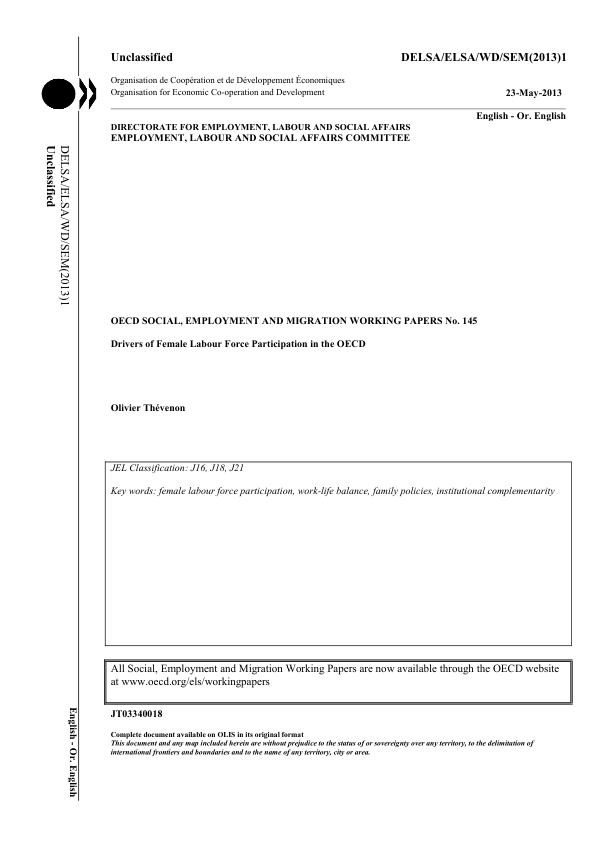 Unclassified DELSA/ELSA/WD/SEM(2013)1
Organisation de Coopération et de Développement Économiques
Organisation for Economic Co-operation and Development 23-May-2013
English - Or. English
DIRECTORATE FOR EMPLOYMENT, LABOUR AND SOCIAL AFFAIRS
EMPLOYMENT, LABOUR AND SOCIAL AFFAIRS COMMITTEE
DELSA/ELSA/WD/SEM(2013)1
Unclassified
OECD SOCIAL, EMPLOYMENT AND MIGRATION WORKING PAPERS No. 145
Drivers of Female Labour Force Participation in the OECD
Olivier Thévenon
JEL Classification: J16, J18, J21
Key words: female labour force participation, work-life balance, family policies, institutional complementarity
All Social, Employment and Migration Working Papers are now available through the OECD website
at www.oecd.org/els/workingpapers
JT03340018
Complete document available on OLIS in its original format
This document and any map included herein are without prejudice to the status of or sovereignty over any territory, to the delimitation of
international frontiers and boundaries and to the name of any territory, city or area.
English - Or. English